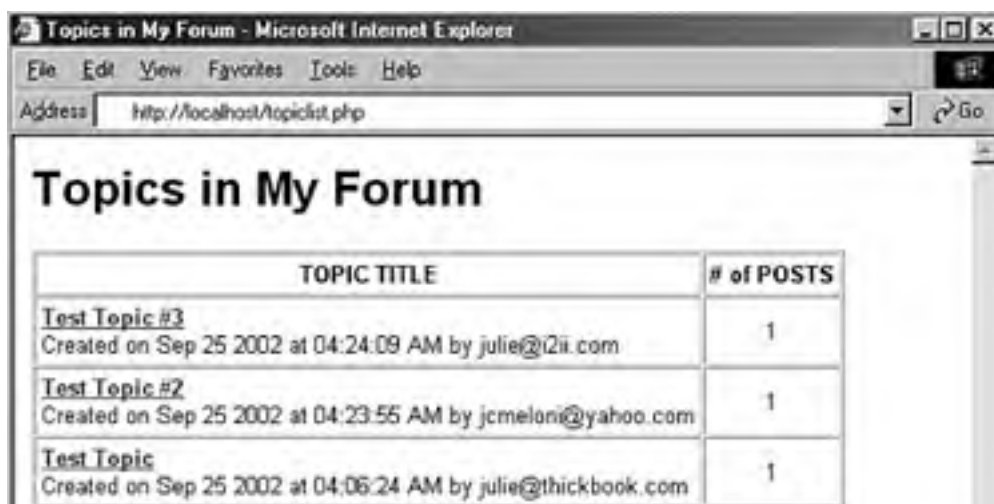 Topics in My Forum - Microsoft Internet Explorer
File Edit View Favorites Tools Help
Address http://localhost/topiclist.php Go
Topics in My Forum
TOPIC TITLE # of POSTS
Test Topic #3
Created on Sep 25 2002 at 04:24:09 AM by julie@i2ii.com 1
Test Topic #2
Created on Sep 25 2002 at 04:23:55 AM by jcmeloni@yahoo.com 1
Test Topic
Created on Sep 25 2002 at 04:06:24 AM by julie@thickbook.com 1